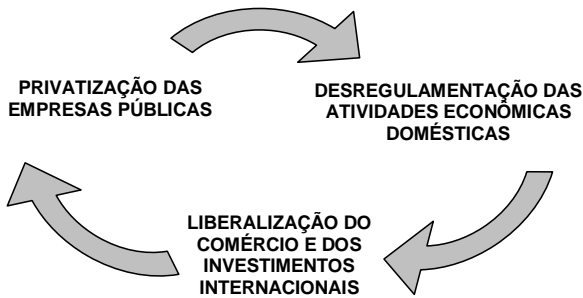 PRIVATIZAÇÃO DAS
EMPRESAS PÚBLICAS
DESREGULAMENTAÇÃO DAS
ATIVIDADES ECONÔMICAS
DOMÉSTICAS
LIBERALIZAÇÃO DO
COMÉRCIO E DOS
INVESTIMENTOS
INTERNACIONAIS